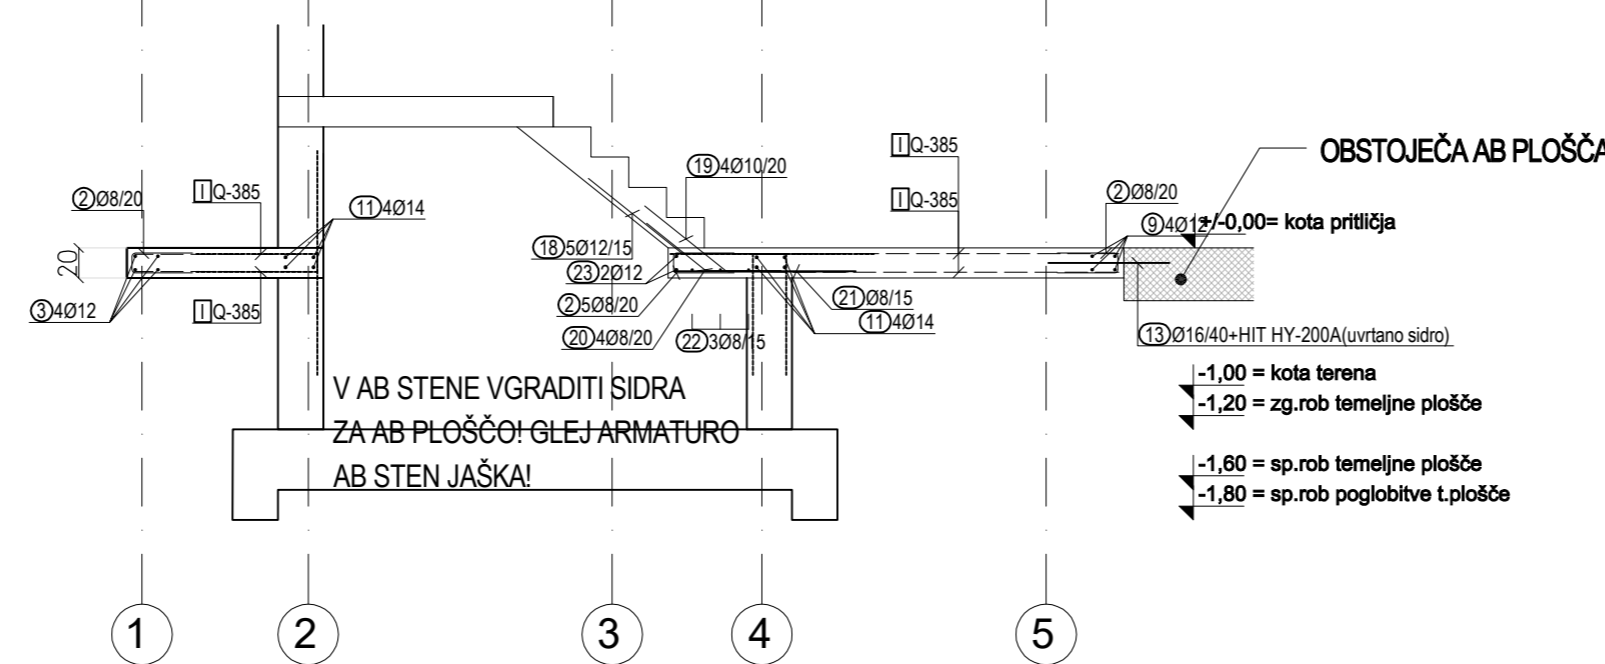 OBSTOJEČA AB PLOŠČA
I Q-385
19 4Ø10/20
I Q-385
2 Ø8/20
I Q-385
2 Ø8/20
11 4Ø14
9 4Ø12
+/-0,00= kota pritličja
18 5Ø12/15
20
23 2Ø12
3 4Ø12
I Q-385
2 5Ø8/20
21 Ø8/15
11 4Ø14
20 4Ø8/20
22 3Ø8/15
13 Ø16/40+HIT HY-200A(uvrtano sidro)
V AB STENE VGRADITI SIDRA
ZA AB PLOŠČO! GLEJ ARMATURO
AB STEN JAŠKA!
-1,00 = kota terena
-1,20 = zg.rob temeljne plošče
-1,60 = sp.rob temeljne plošče
-1,80 = sp.rob poglobitve t.plošče
1
2
3
4
5